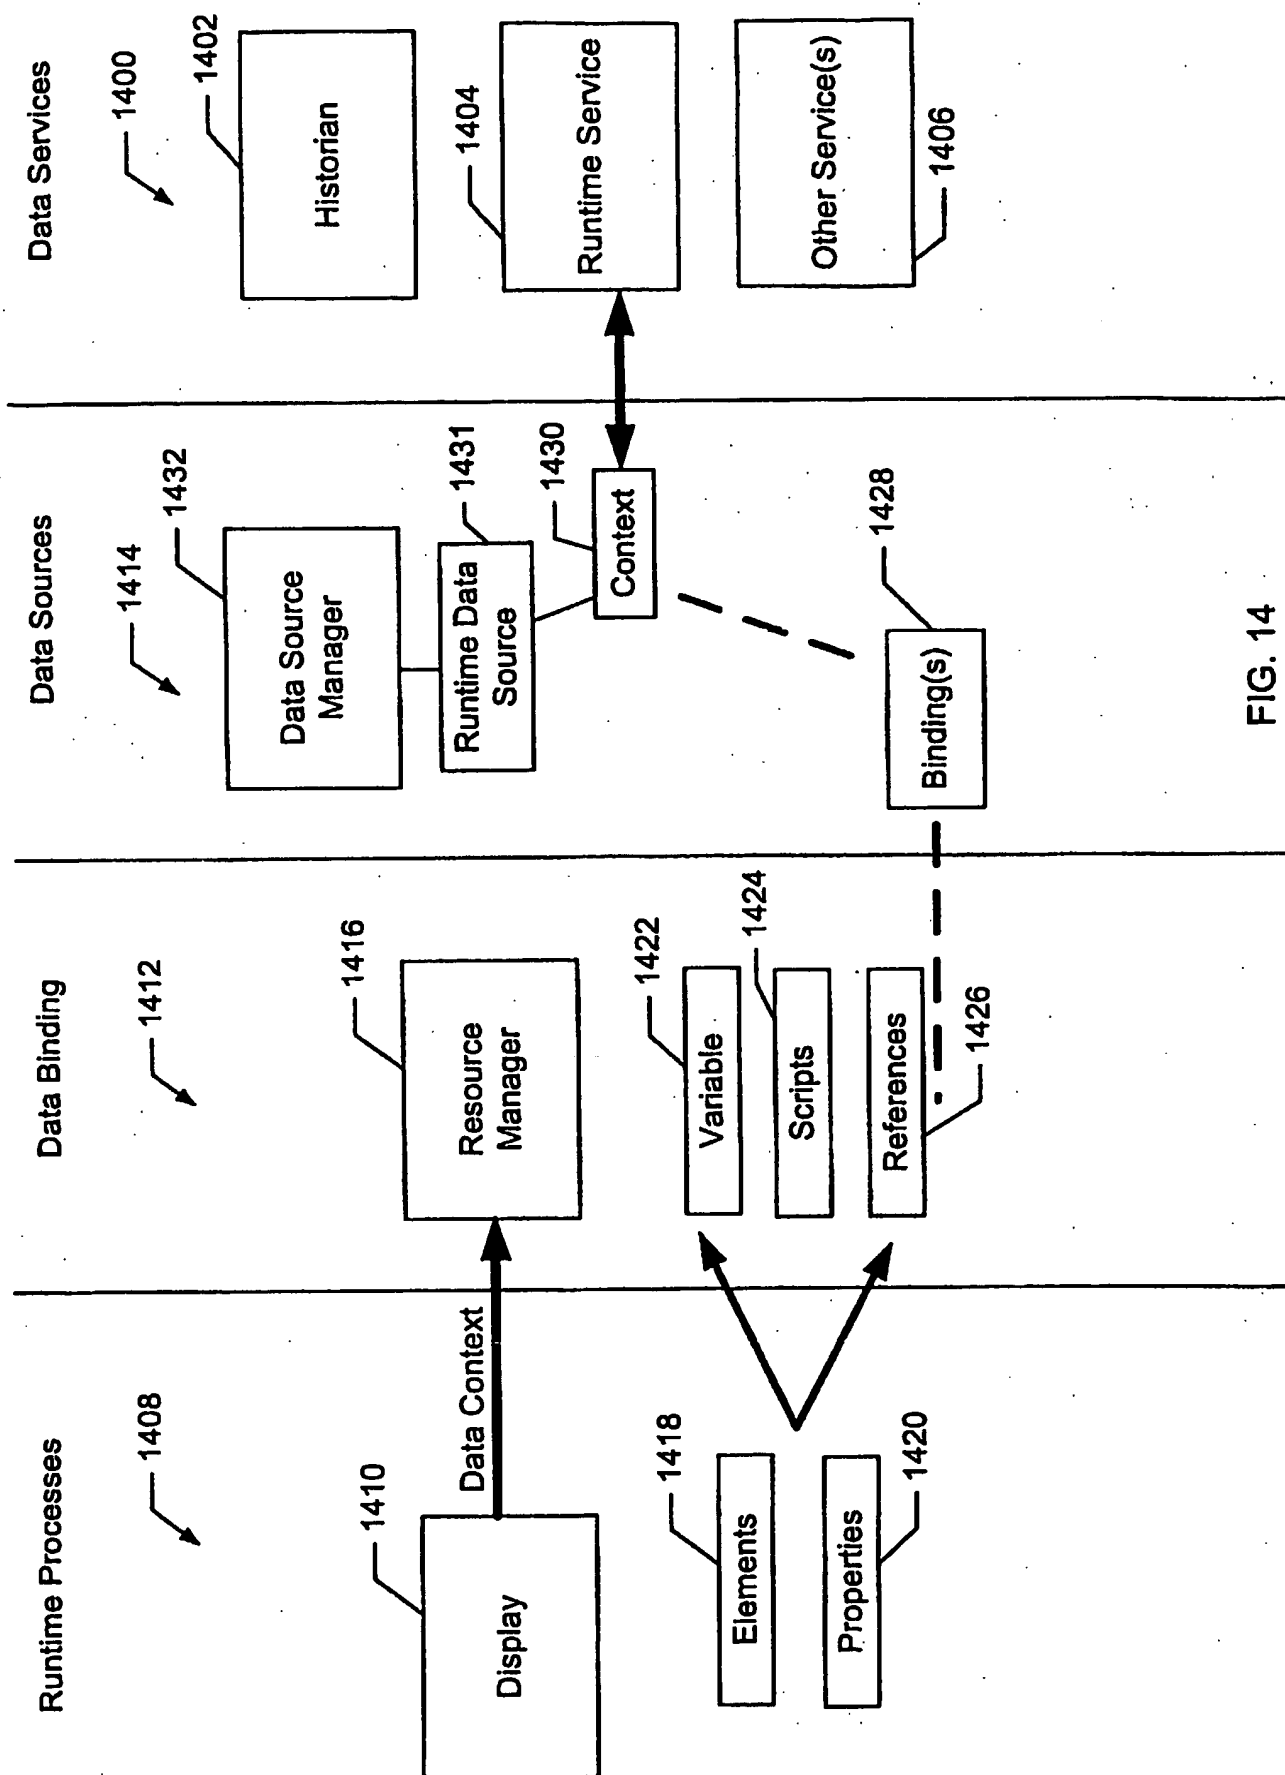 Runtime Processes
Data Binding
Data Sources
Data Services
1408
1412
1414
1400
1410
Display
Data Context
1416
Resource
Manager
1432
Data Source
Manager
1431
Runtime Data
Source
1430
Context
1402
Historian
1404
Runtime Service
Other Service(s)
1406
1418
Elements
Properties
1420
1422
Variable
1424
Scripts
References
1426
1428
Binding(s)
FIG. 14